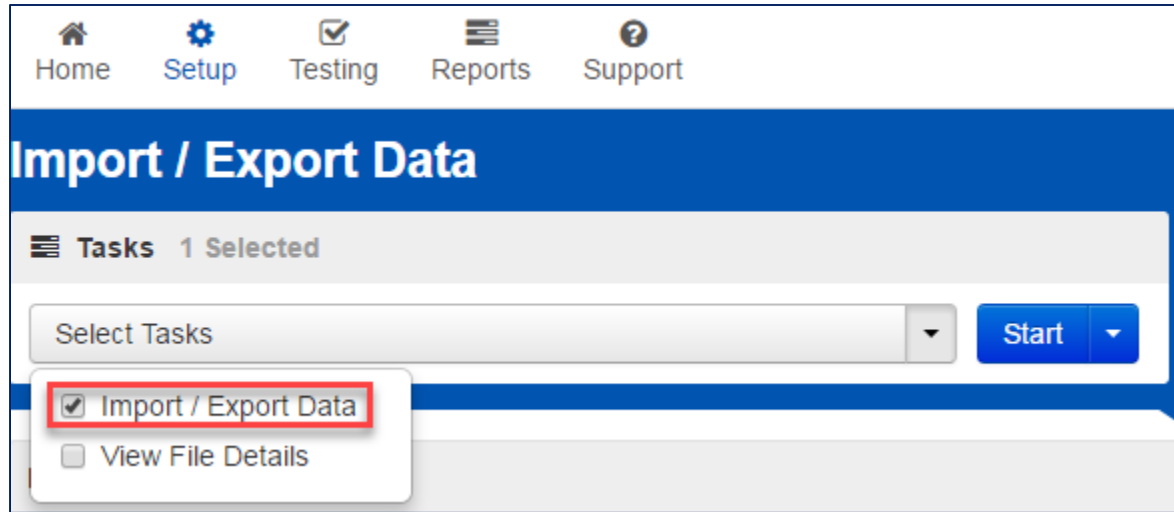 Home Setup Testing Reports Support
Import / Export Data
Tasks 1 Selected
Select Tasks Start
Import / Export Data
View File Details